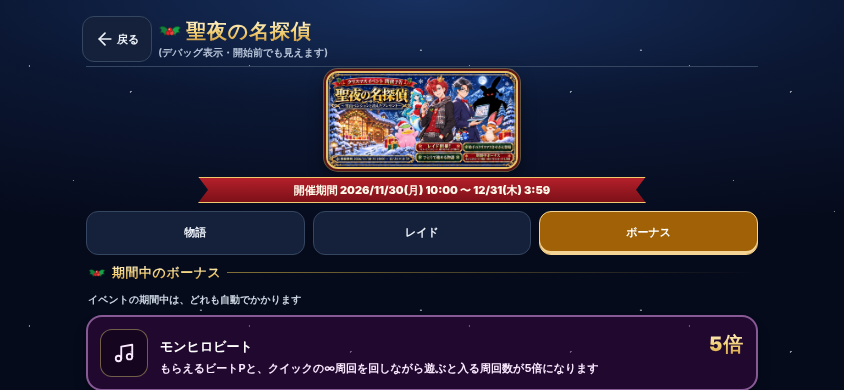 戻る
聖夜の名探偵
(デバッグ表示・開始前でも見えます)
聖夜の名探偵
開催期間 2026/11/30(月) 10:00 〜 12/31(木) 3:59
物語
レイド
ボーナス
期間中のボーナス
イベントの期間中は、どれも自動でかかります
モンヒロビート
5倍
もらえるビートPと、クイックの∞周回を回しながら遊ぶと入る周回数が5倍になります